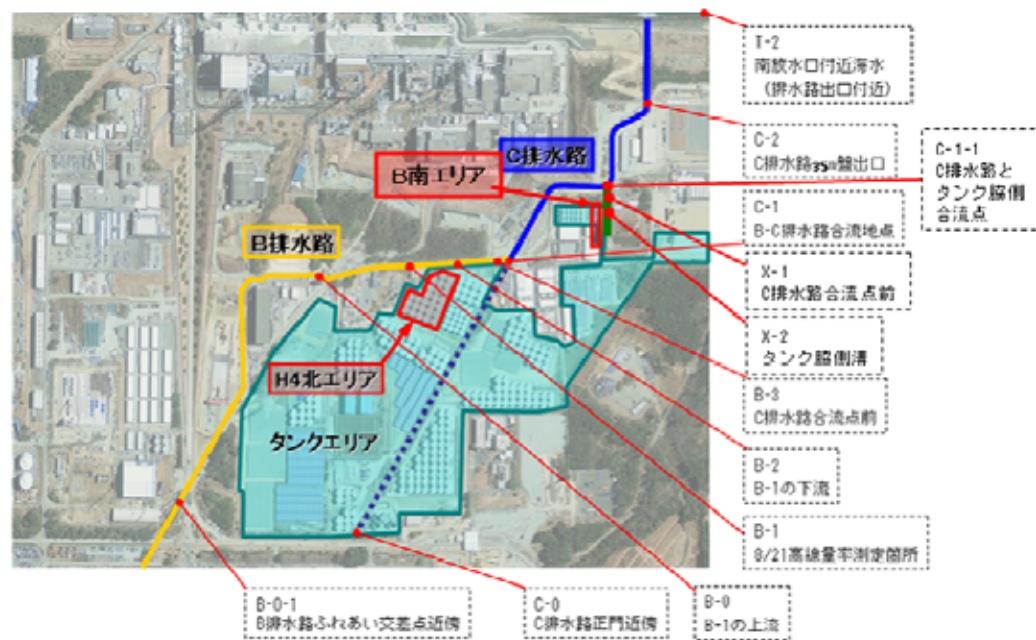 T-2
南放水口付近海水
(排水路出口付近)
C-2
C排水路35m盤出口
C-1-1
C排水路と
タンク脇側
合流点
C排水路
B南エリア
C-1
B-C排水路合流地点
B排水路
X-1
C排水路合流点前
X-2
タンク脇側溝
H4北エリア
B-3
C排水路合流点前
タンクエリア
B-2
B-1の下流
B-1
8/21高線量率測定箇所
B-0-1
B排水路ふれあい交差点近傍
C-0
C排水路正門近傍
B-0
B-1の上流